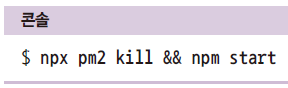 콘솔
$ npx pm2 kill && npm start